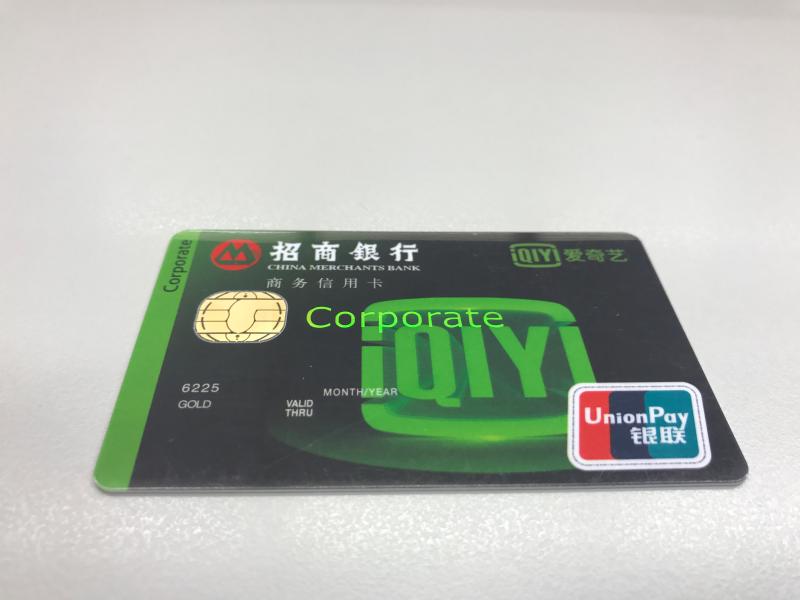 Corporate
招商銀行
CHINA MERCHANTS BANK
商务信用卡
iQIYI 爱奇艺
Corporate
iQIYI
6225
GOLD
MONTH/YEAR
VALID
THRU
UnionPay
银联